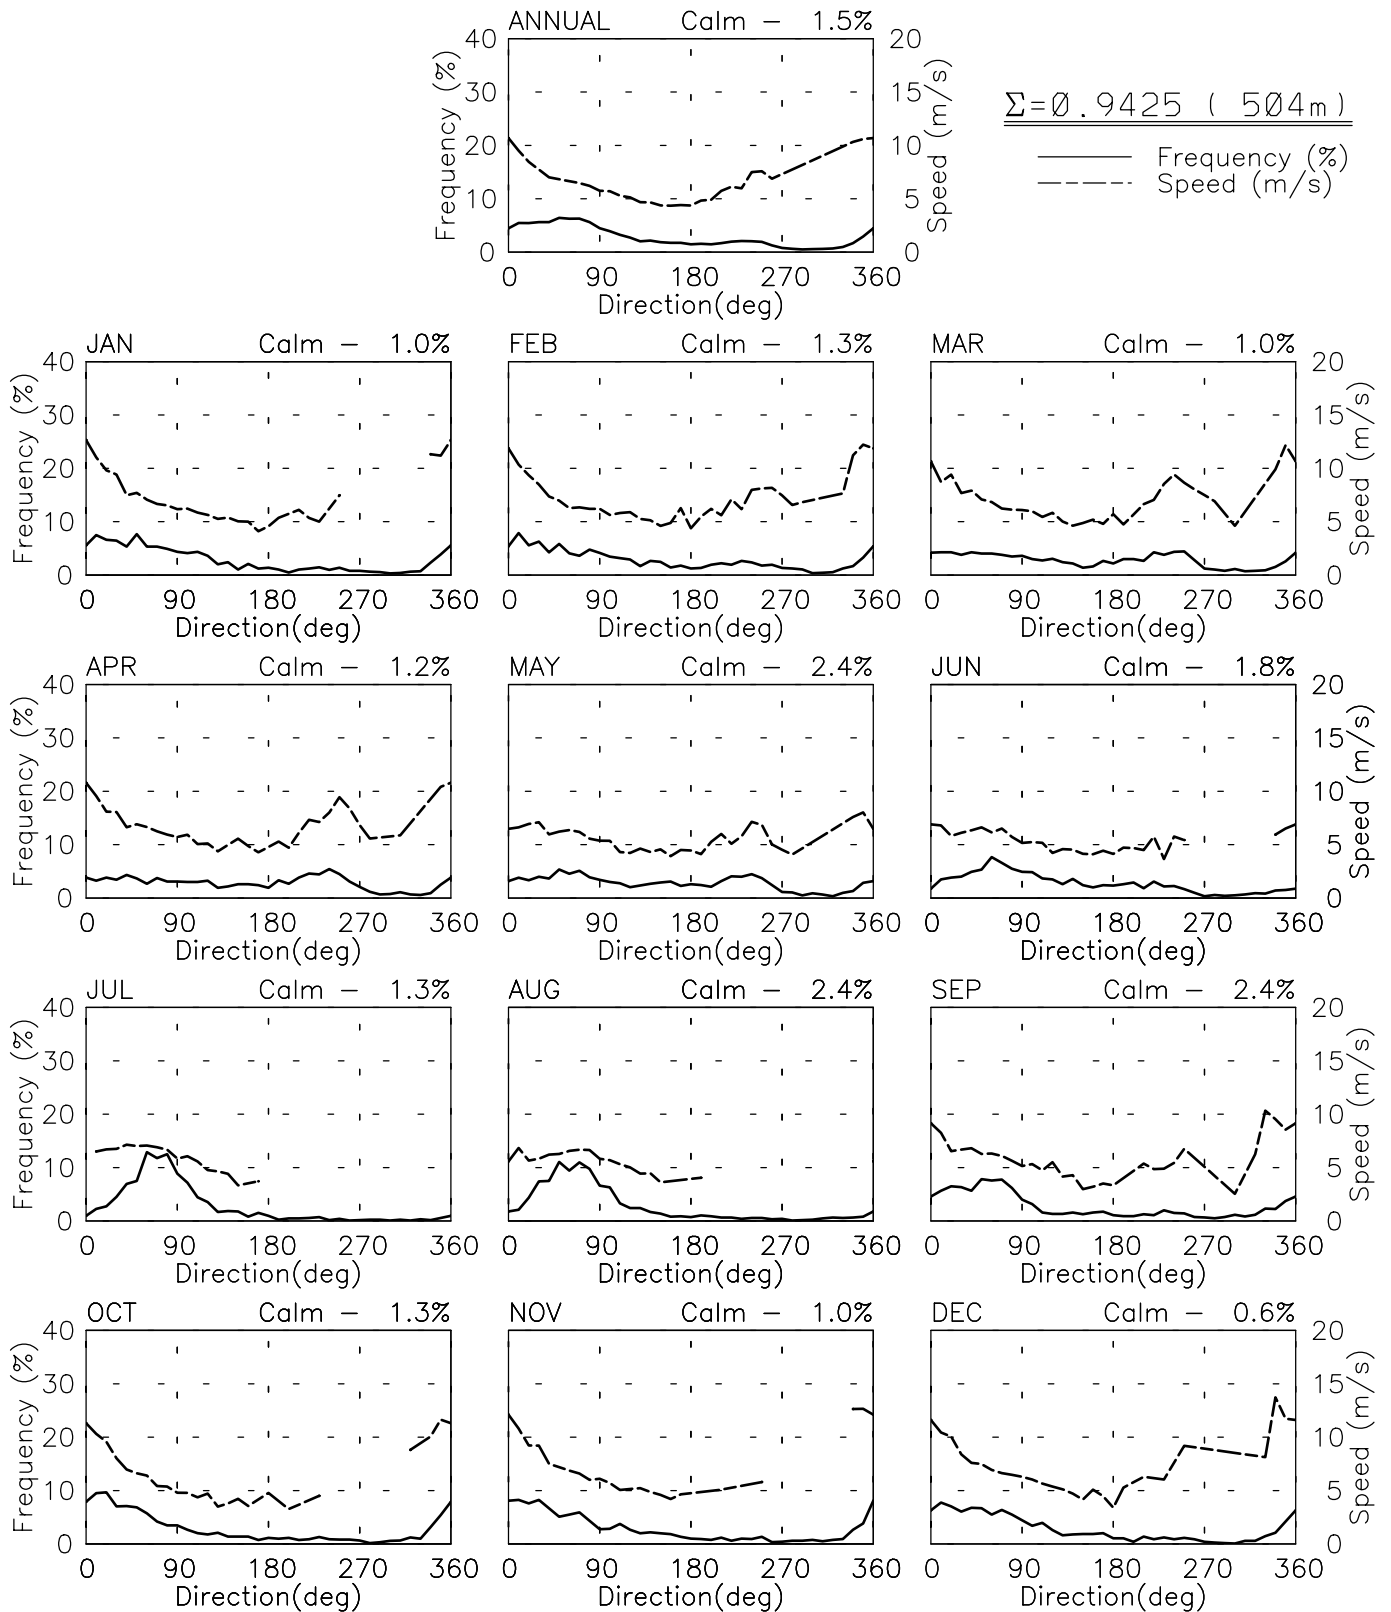 ANNUAL Calm – 1.5%
40 20
30 15
20 10
10 5
0 0
Frequency (%)
Speed (m/s)
0 90 180 270 360
Direction(deg)
Σ=0.9425 ( 504m )
Frequency (%)
Speed (m/s)
JAN Calm – 1.0% FEB Calm – 1.3% MAR Calm – 1.0%
40 20
30 15
20 10
10 5
0 0
Frequency (%)
Speed (m/s)
0 90 180 270 360 0 90 180 270 360 0 90 180 270 360
Direction(deg) Direction(deg) Direction(deg)
APR Calm – 1.2% MAY Calm – 2.4% JUN Calm – 1.8%
40 20
30 15
20 10
10 5
0 0
Frequency (%)
Speed (m/s)
0 90 180 270 360 0 90 180 270 360 0 90 180 270 360
Direction(deg) Direction(deg) Direction(deg)
JUL Calm – 1.3% AUG Calm – 2.4% SEP Calm – 2.4%
40 20
30 15
20 10
10 5
0 0
Frequency (%)
Speed (m/s)
0 90 180 270 360 0 90 180 270 360 0 90 180 270 360
Direction(deg) Direction(deg) Direction(deg)
OCT Calm – 1.3% NOV Calm – 1.0% DEC Calm – 0.6%
40 20
30 15
20 10
10 5
0 0
Frequency (%)
Speed (m/s)
0 90 180 270 360 0 90 180 270 360 0 90 180 270 360
Direction(deg) Direction(deg) Direction(deg)